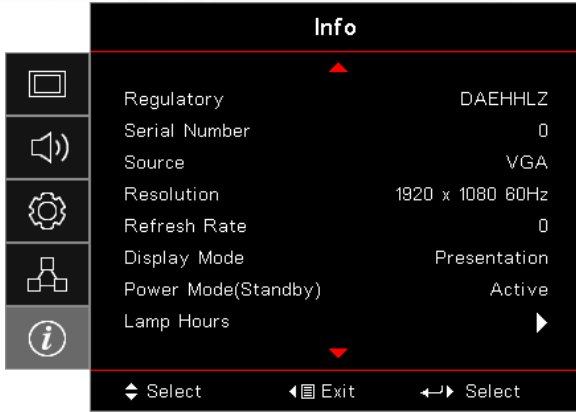 Info
Regulatory DAEHHLZ
Serial Number 0
Source VGA
Resolution 1920 x 1080 60Hz
Refresh Rate 0
Display Mode Presentation
Power Mode(Standby) Active
Lamp Hours
i
Select Exit Select